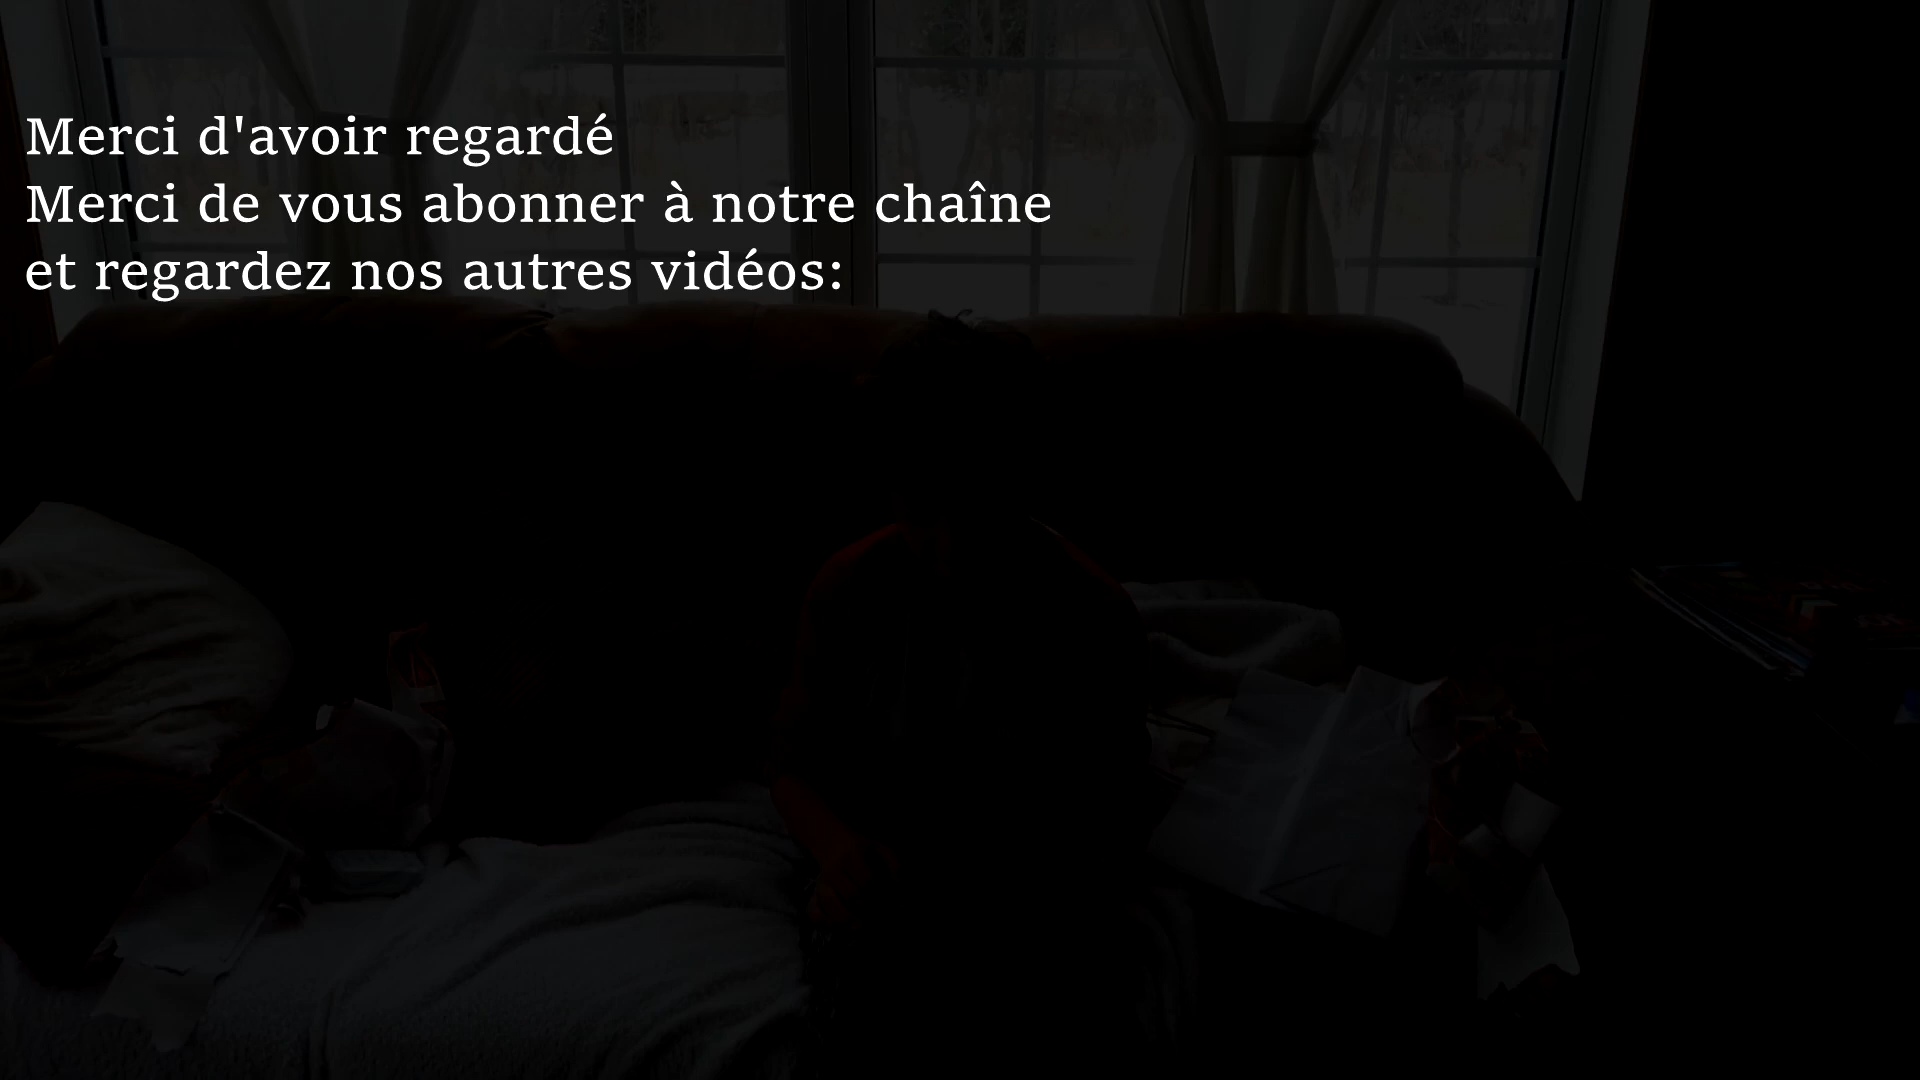 Merci d'avoir regardé
Merci de vous abonner à notre chaîne
et regardez nos autres vidéos: